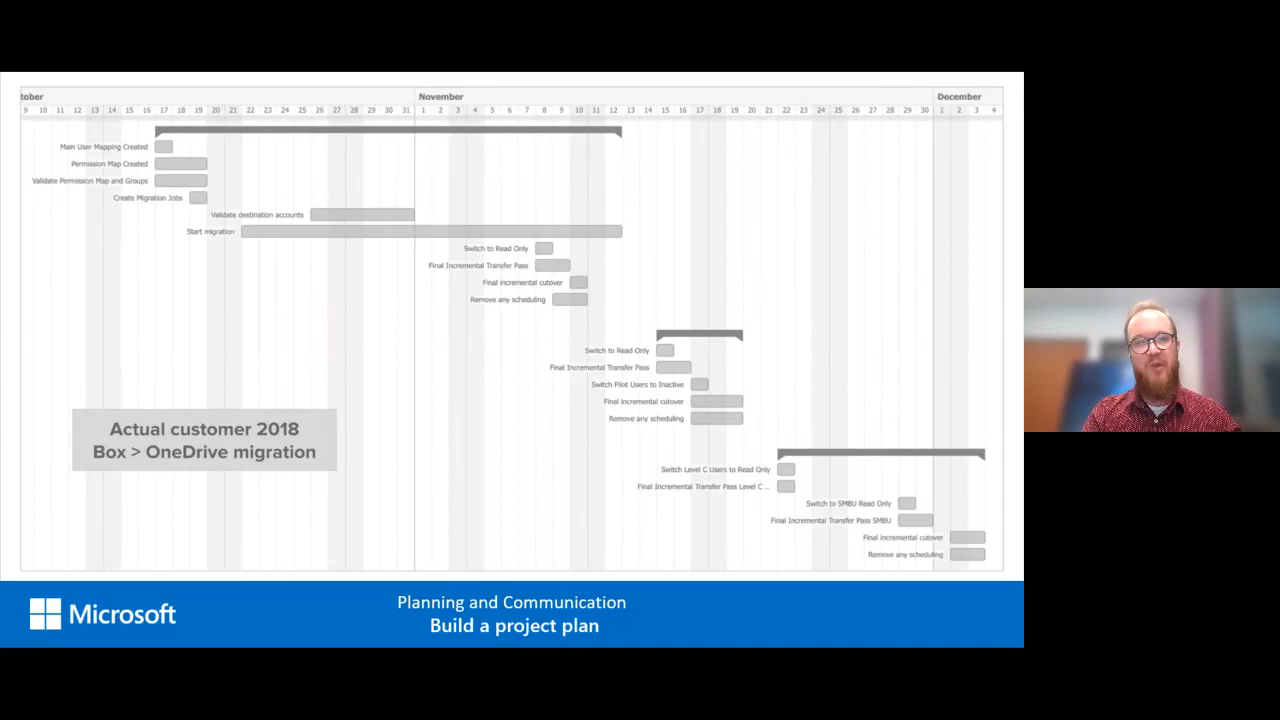 tober November December
9 10 11 12 13 14 15 16 17 18 19 20 21 22 23 24 25 26 27 28 29 30 31 1 2 3 4 5 6 7 8 9 10 11 12 13 14 15 16 17 18 19 20 21 22 23 24 25 26 27 28 29 30 1 2 3 4
Main User Mapping Created
Permission Map Created
Validate Permission Map and Groups
Create Migration Jobs
Validate destination accounts
Start migration
Switch to Read Only
Final Incremental Transfer Pass
Final incremental cutover
Remove any scheduling
Switch to Read Only
Final Incremental Transfer Pass
Switch Pilot Users to Inactive
Final incremental cutover
Remove any scheduling
Actual customer 2018
Box > OneDrive migration
Switch Level C Users to Read Only
Final Incremental Transfer Pass Level C ...
Switch to SMBU Read Only
Final Incremental Transfer Pass SMBU
Final incremental cutover
Remove any scheduling
Microsoft
Planning and Communication
Build a project plan